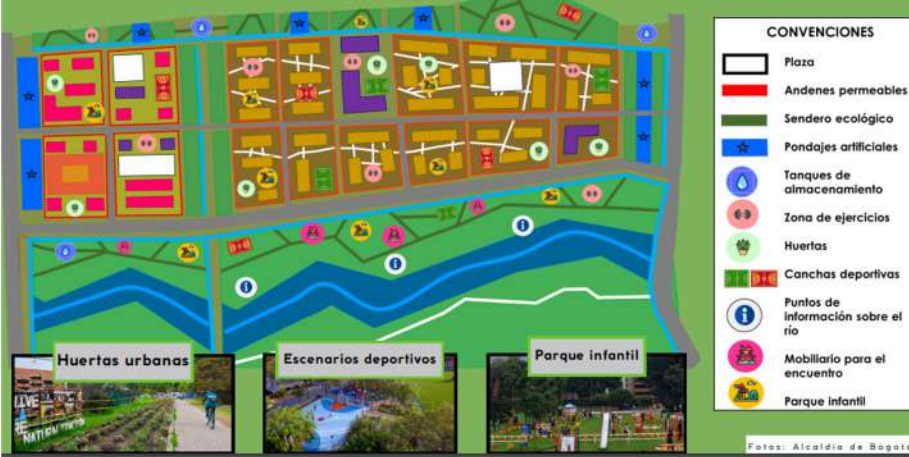 CONVENCIONES
Plaza
Andenes permeables
Sendero ecológico
Pondajes artificiales
Tanques de
almacenamiento
Zona de ejercicios
Huertas
Canchas deportivas
Puntos de
información sobre el
río
Mobiliario para el
encuentro
Parque infantil
Huertas urbanas
Escenarios deportivos
Parque infantil
Fotos: Alcaldía de Bogotá